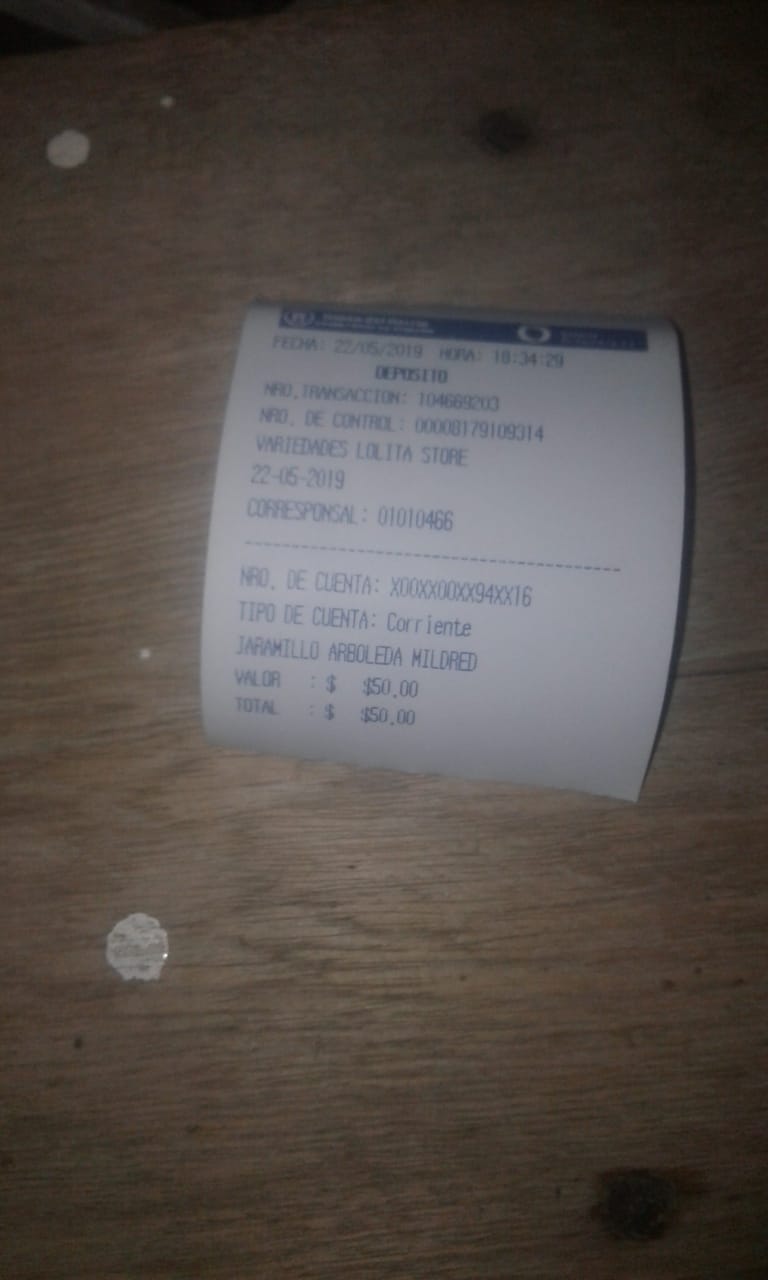 FECHA: 22/05/2019 HORA: 18:34:29
DEPOSITO
NRO.TRANSACCION: 104669203
NRO. DE CONTROL: 00008179109314
VARIEDADES LOLITA STORE
22-05-2019
CORRESPONSAL: 01010466
NRO. DE CUENTA: X00XX00XX94XX16
TIPO DE CUENTA: Corriente
JARAMILLO ARBOLEDA MILDRED
VALOR : $ $50.00
TOTAL : $ $50.00